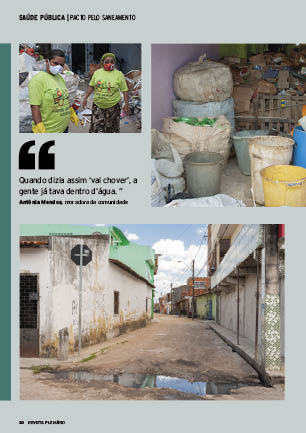 SAÚDE PÚBLICA | PACTO PELO SANEAMENTO
“
Quando dizia assim ‘vai chover’, a
gente já tava dentro d’água. ”
Antônia Mendes, moradora da comunidade
20 REVISTA PLENÁRIO